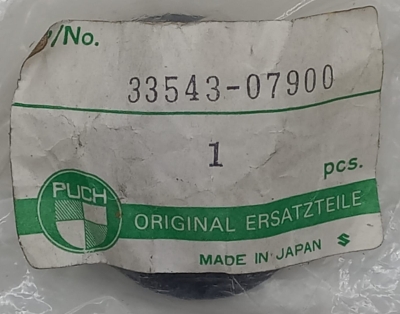 /No.
33543-07900
1
pcs.
PUCH
ORIGINAL ERSATZTEILE
MADE IN JAPAN